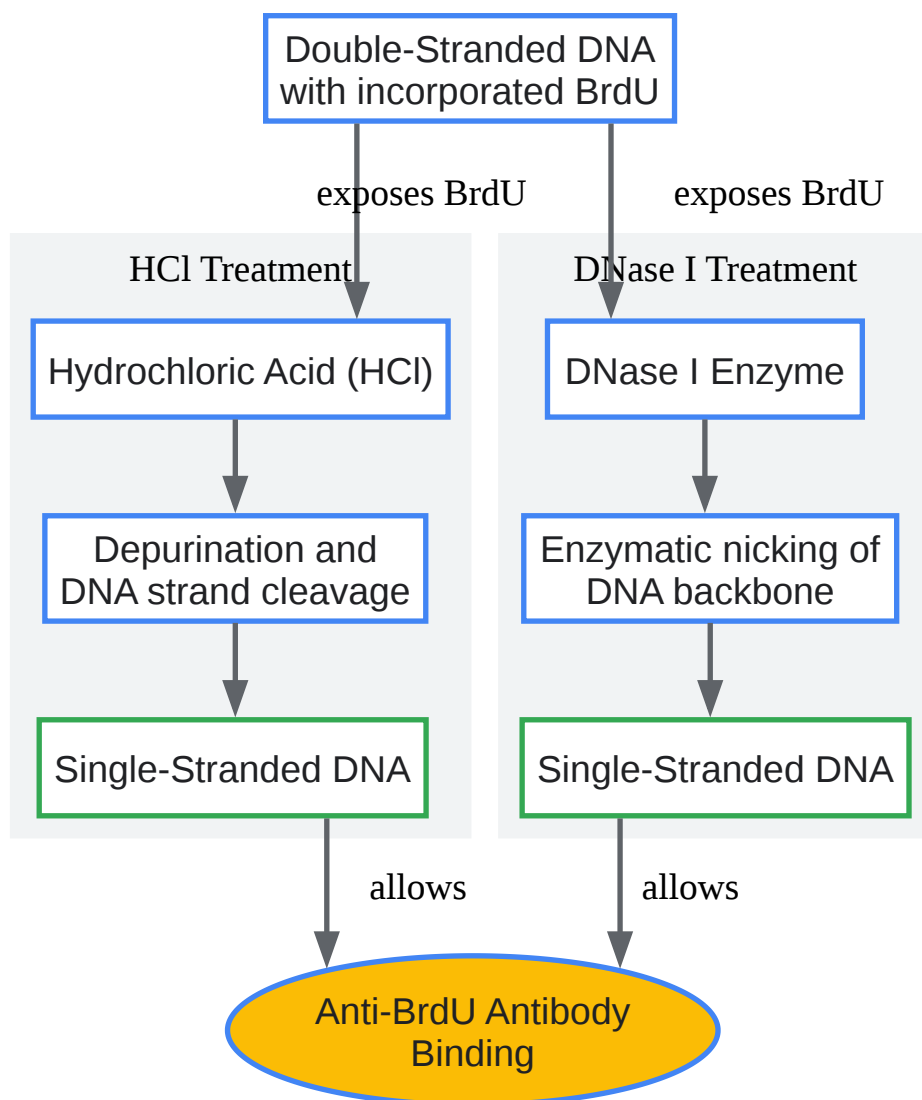 Double-Stranded DNA
with incorporated BrdU
exposes BrdU
exposes BrdU
HCl Treatment
DNase I Treatment
Hydrochloric Acid (HCl)
DNase I Enzyme
Depurination and
DNA strand cleavage
Enzymatic nicking of
DNA backbone
Single-Stranded DNA
Single-Stranded DNA
allows
allows
Anti-BrdU Antibody
Binding